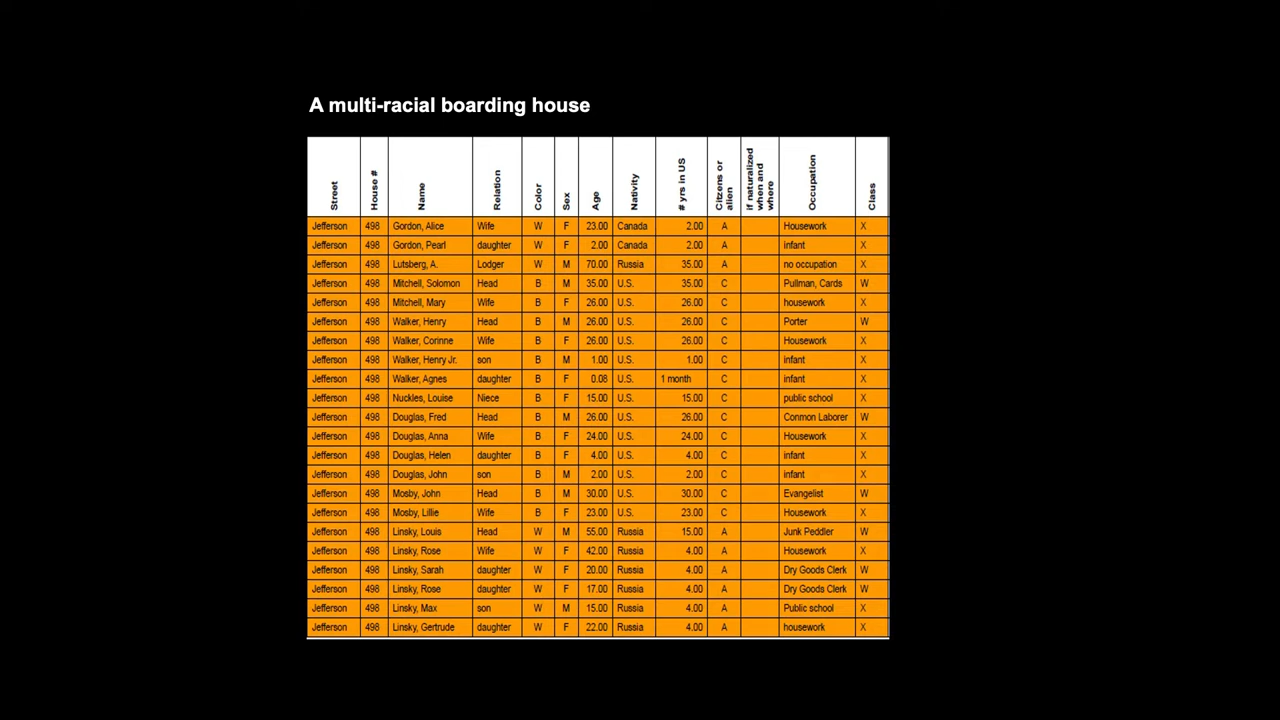 A multi-racial boarding house
Street House # Name Relation Color Sex Age Nativity # yrs in US Citzens or alien if naturalized when and where Occupation Class
Jefferson 498 Gordon, Alice Wife W F 23.00 Canada 2.00 A Housework X
Jefferson 498 Gordon, Pearl daughter W F 2.00 Canada 2.00 A infant X
Jefferson 498 Lutsberg, A. Lodger W M 70.00 Russia 35.00 A no occupation X
Jefferson 498 Mitchell, Solomon Head B M 35.00 U.S. 35.00 C Pullman, Cards W
Jefferson 498 Mitchell, Mary Wife B F 26.00 U.S. 26.00 C housework X
Jefferson 498 Walker, Henry Head B M 26.00 U.S. 26.00 C Porter W
Jefferson 498 Walker, Corinne Wife B F 26.00 U.S. 26.00 C Housework X
Jefferson 498 Walker, Henry Jr. son B M 1.00 U.S. 1.00 C infant X
Jefferson 498 Walker, Agnes daughter B F 0.08 U.S. 1 month C infant X
Jefferson 498 Nuckles, Louise Niece B F 15.00 U.S. 15.00 C public school X
Jefferson 498 Douglas, Fred Head B M 26.00 U.S. 26.00 C Conmon Laborer W
Jefferson 498 Douglas, Anna Wife B F 24.00 U.S. 24.00 C Housework X
Jefferson 498 Douglas, Helen daughter B F 4.00 U.S. 4.00 C infant X
Jefferson 498 Douglas, John son B M 2.00 U.S. 2.00 C infant X
Jefferson 498 Mosby, John Head B M 30.00 U.S. 30.00 C Evangelist W
Jefferson 498 Mosby, Lillie Wife B F 23.00 U.S. 23.00 C Housework X
Jefferson 498 Linsky, Louis Head W M 55.00 Russia 15.00 A Junk Peddler W
Jefferson 498 Linsky, Rose Wife W F 42.00 Russia 4.00 A Housework X
Jefferson 498 Linsky, Sarah daughter W F 20.00 Russia 4.00 A Dry Goods Clerk W
Jefferson 498 Linsky, Rose daughter W F 17.00 Russia 4.00 A Dry Goods Clerk W
Jefferson 498 Linsky, Max son W M 15.00 Russia 4.00 A Public school X
Jefferson 498 Linsky, Gertrude daughter W F 22.00 Russia 4.00 A housework X